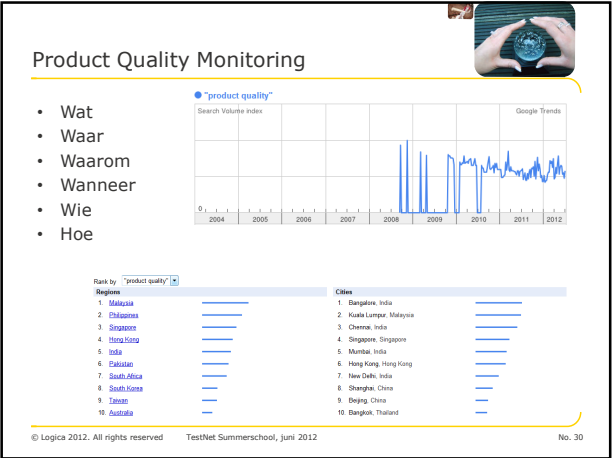 Product Quality Monitoring
• Wat
• Waar
• Waarom
• Wanneer
• Wie
• Hoe
"product quality"
Search Volume index
Google Trends
0
2004 2005 2006 2007 2008 2009 2010 2011 2012
Rank by "product quality"
Regions
1. Malaysia
2. Philippines
3. Singapore
4. Hong Kong
5. India
6. Pakistan
7. South Africa
8. South Korea
9. Taiwan
10. Australia
Cities
1. Bangalore, India
2. Kuala Lumpur, Malaysia
3. Chennai, India
4. Singapore, Singapore
5. Mumbai, India
6. Hong Kong, Hong Kong
7. New Delhi, India
8. Shanghai, China
9. Beijing, China
10. Bangkok, Thailand
© Logica 2012. All rights reserved TestNet Summerschool, juni 2012 No. 30